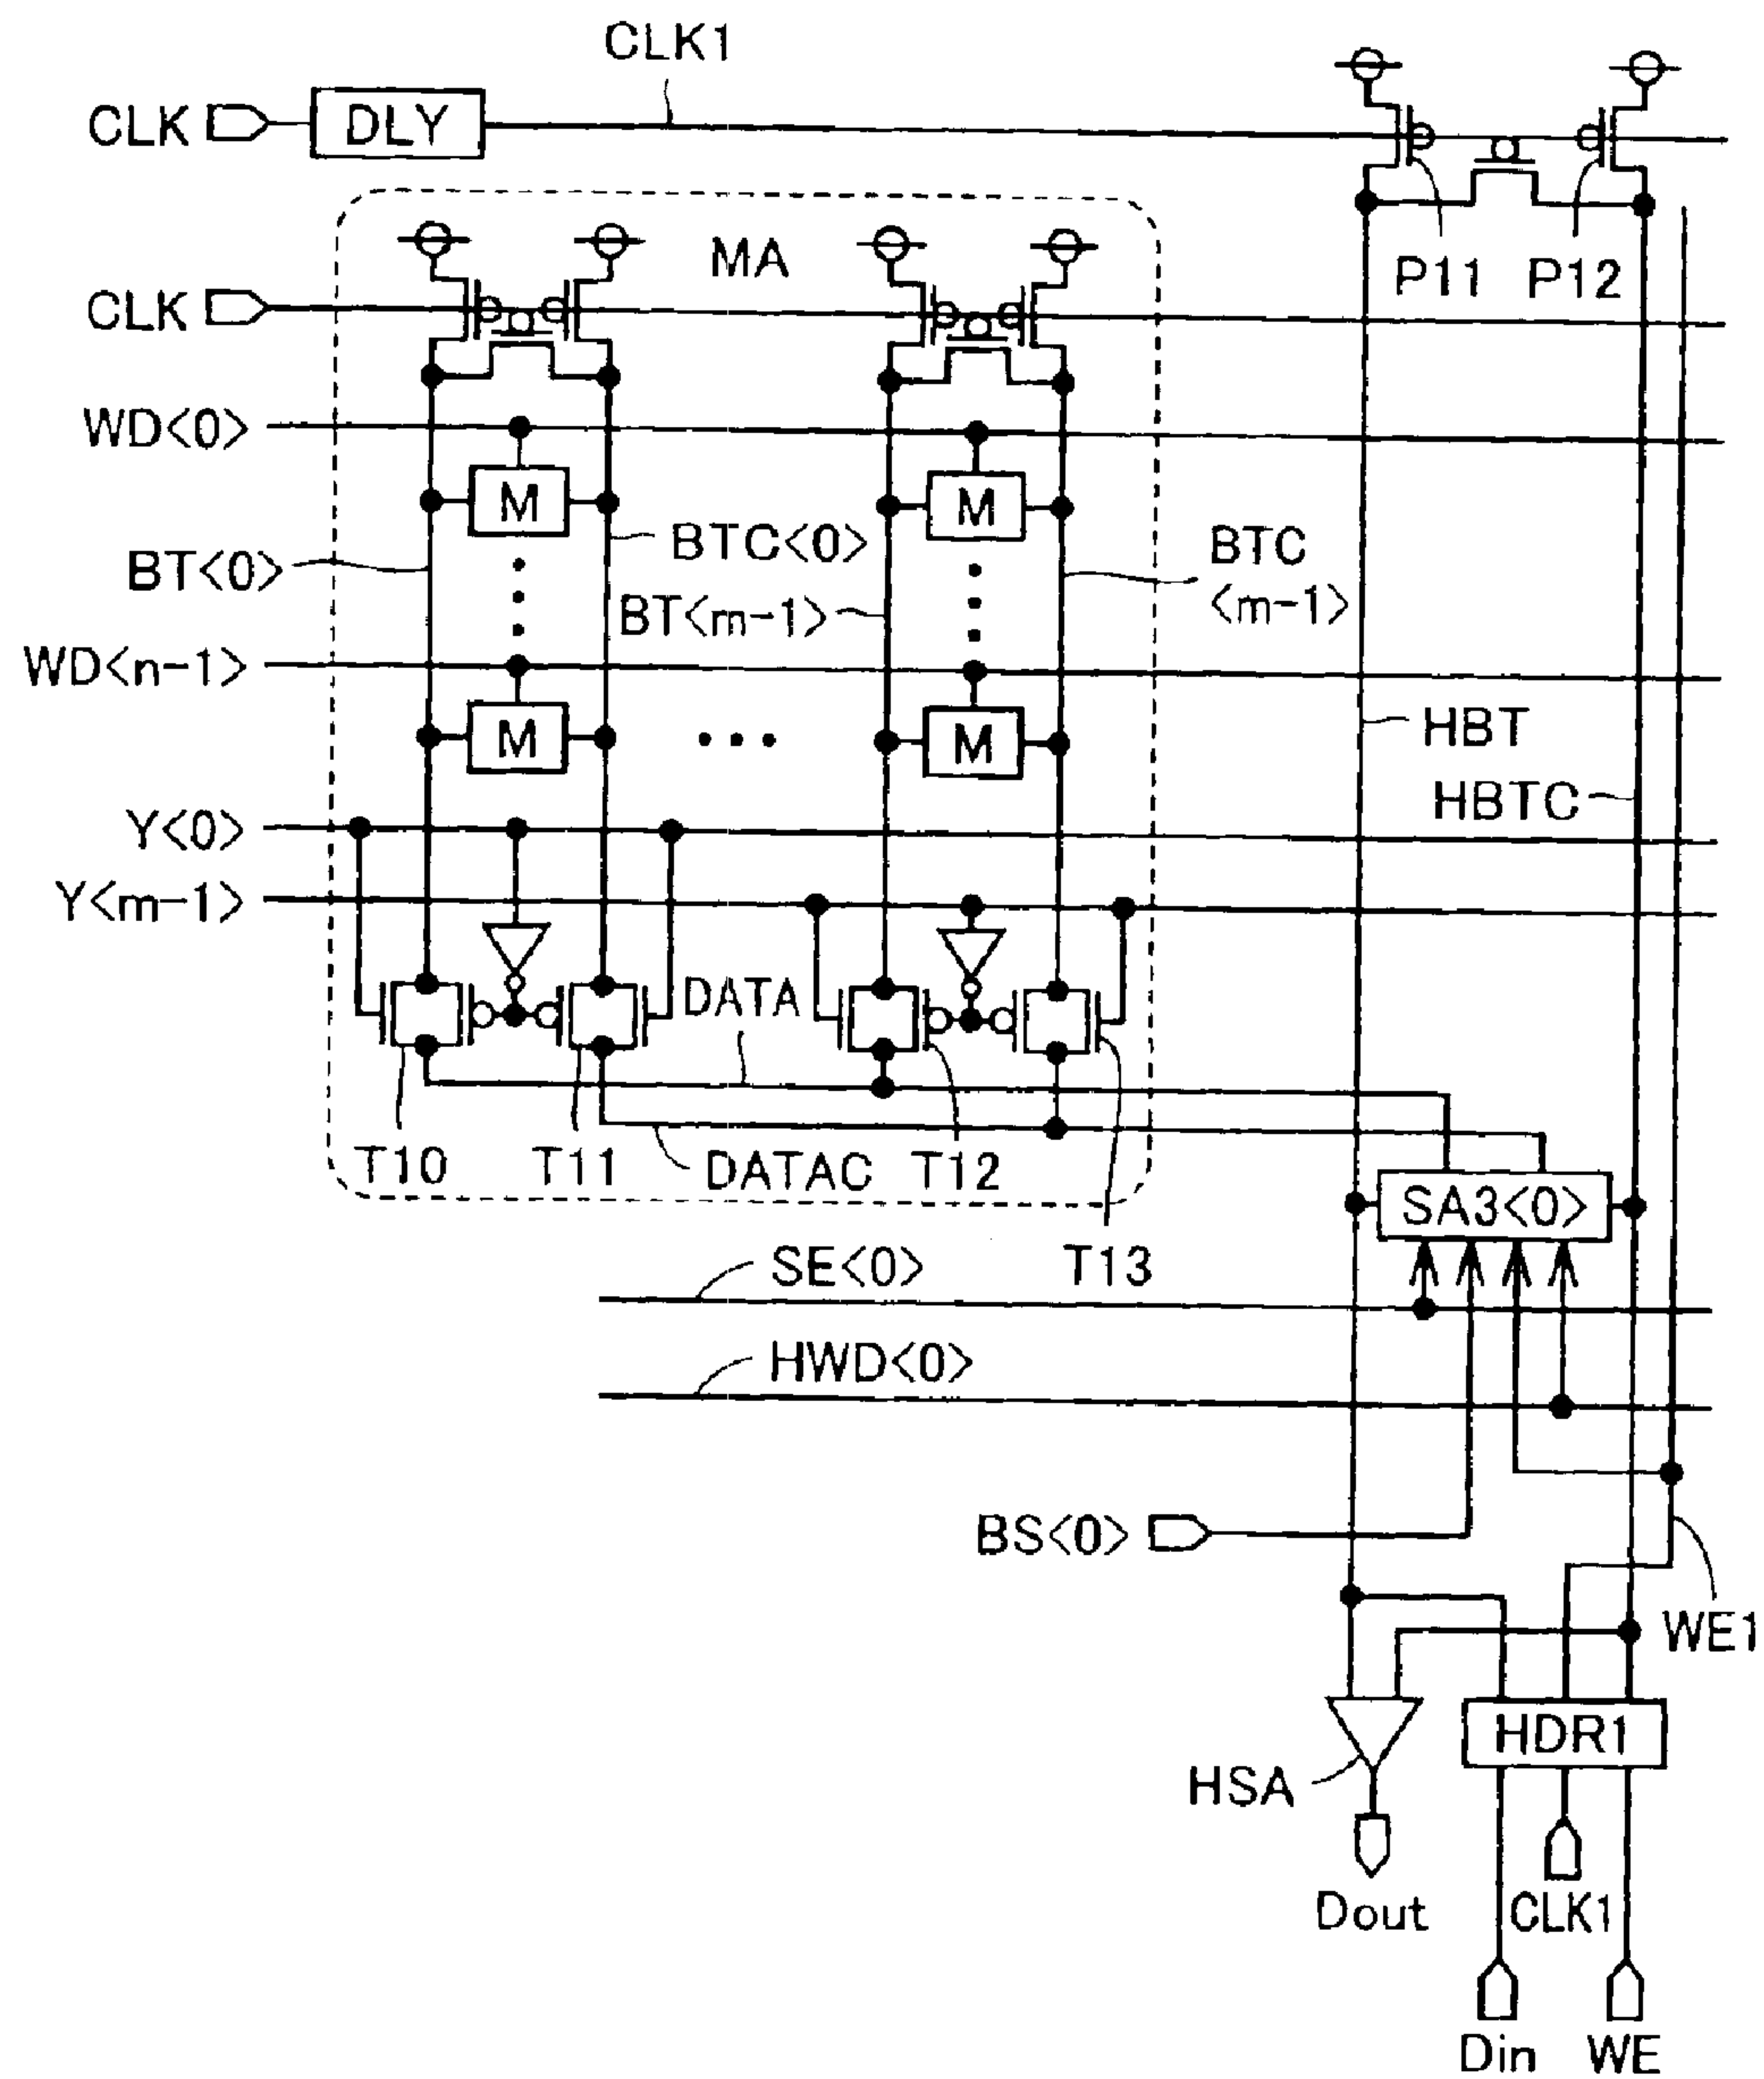 CLK1
CLK
DLY
P11
P12
MA
CLK
WD<0>
M
M
BT<0>
BTC<0>
BTC
<m-1>
BT<m-1>
WD<n-1>
M
M
HBT
HBTC
Y<0>
Y<m-1>
DATA
T10
T11
DATAC
T12
SA3<0>
T13
SE<0>
HWD<0>
BS<0>
WE1
HDR1
HSA
Dout
CLK1
Din
WE